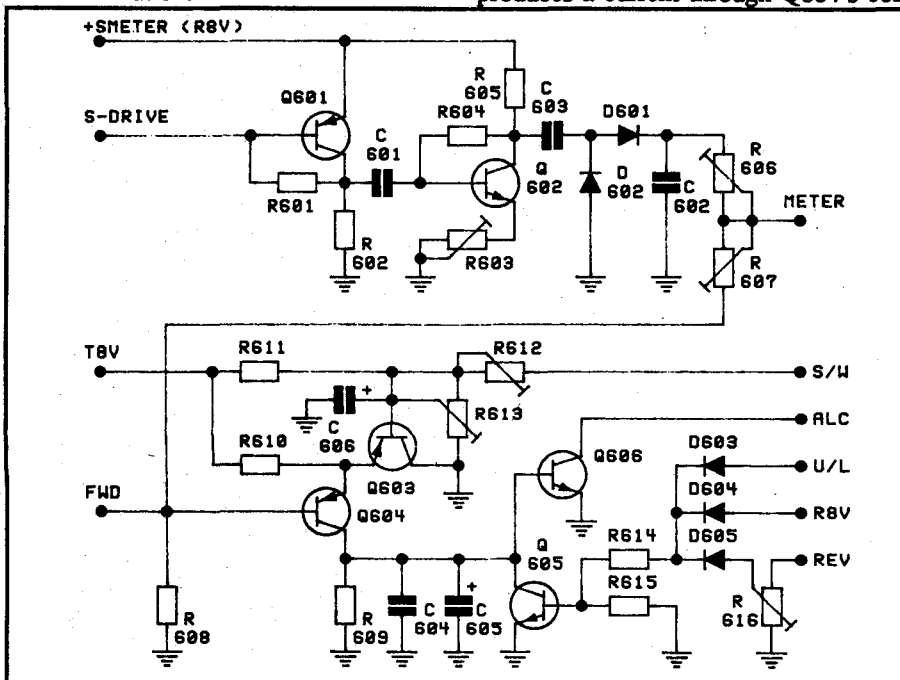 produces a current through Q604's col
+SMETER (R8V)
S-DRIVE
Q601
R601
R
602
C
601
R604
R
605
C
603
D601
Q
602
R603
D
602
C
602
R
606
METER
R
607
T8V
R611
R612
S/W
C
606
R613
R610
Q603
ALC
Q606
D603
U/L
FWD
Q604
D604
R8V
Q
605
R614
D605
REV
R615
R
608
R
609
C
604
C
605
R
616